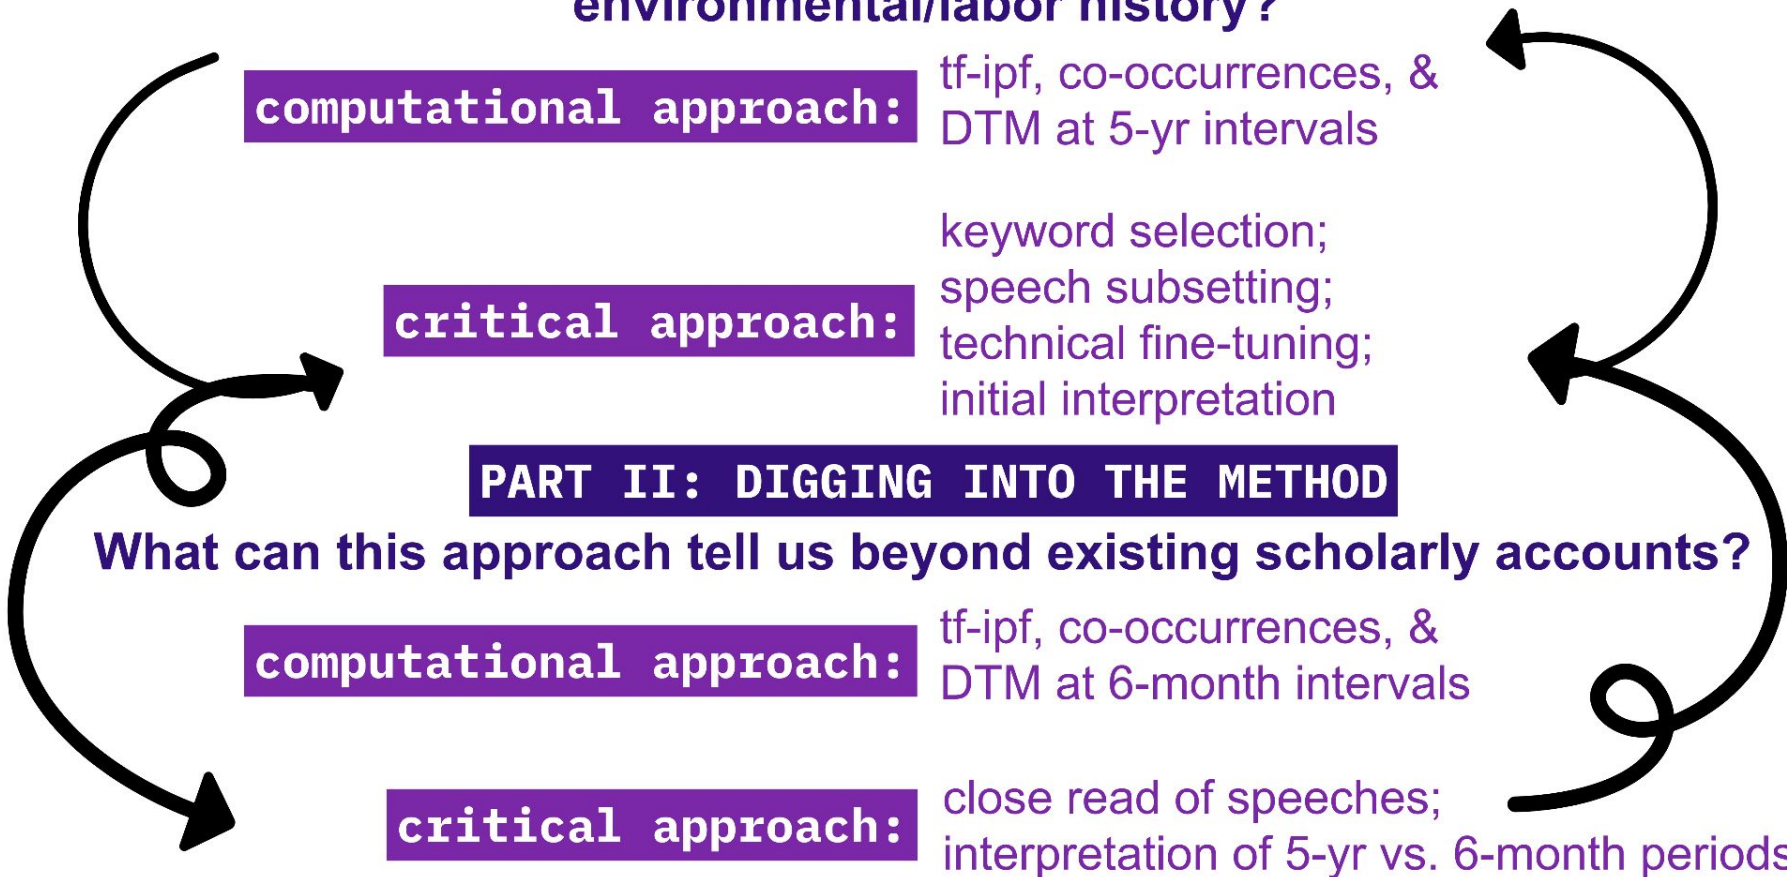 environmental/labor history?
computational approach:
tf-ipf, co-occurrences, &
DTM at 5-yr intervals
critical approach:
keyword selection;
speech subsetting;
technical fine-tuning;
initial interpretation
PART II: DIGGING INTO THE METHOD
What can this approach tell us beyond existing scholarly accounts?
computational approach:
tf-ipf, co-occurrences, &
DTM at 6-month intervals
critical approach:
close read of speeches;
interpretation of 5-yr vs. 6-month periods